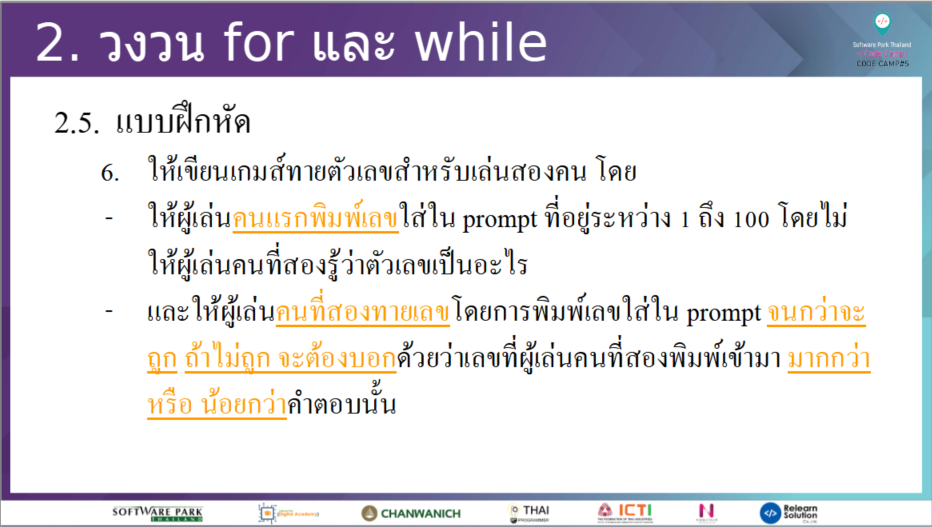 2. วงวน for และ while
Software Park Thailand
CODE CAMP#5
2.5. แบบฝึกหัด
6. ให้เขียนเกมส์ทายตัวเลขสำหรับเล่นสองคน โดย
- ให้ผู้เล่นคนแรกพิมพ์เลขใส่ใน prompt ที่อยู่ระหว่าง 1 ถึง 100 โดยไม่
ให้ผู้เล่นคนที่สองรู้ว่าตัวเลขเป็นอะไร
- และให้ผู้เล่นคนที่สองทายเลขโดยการพิมพ์เลขใส่ใน prompt จนกว่าจะ
ถูก ถ้าไม่ถูก จะต้องบอกด้วยว่าเลขที่ผู้เล่นคนที่สองพิมพ์เข้ามา มากกว่า
หรือ น้อยกว่าคำตอบนั้น
SOFTWARE PARK
THAILAND
CHANWANICH
THAI
PROGRAMMER
ICTI
Relearn
Solution